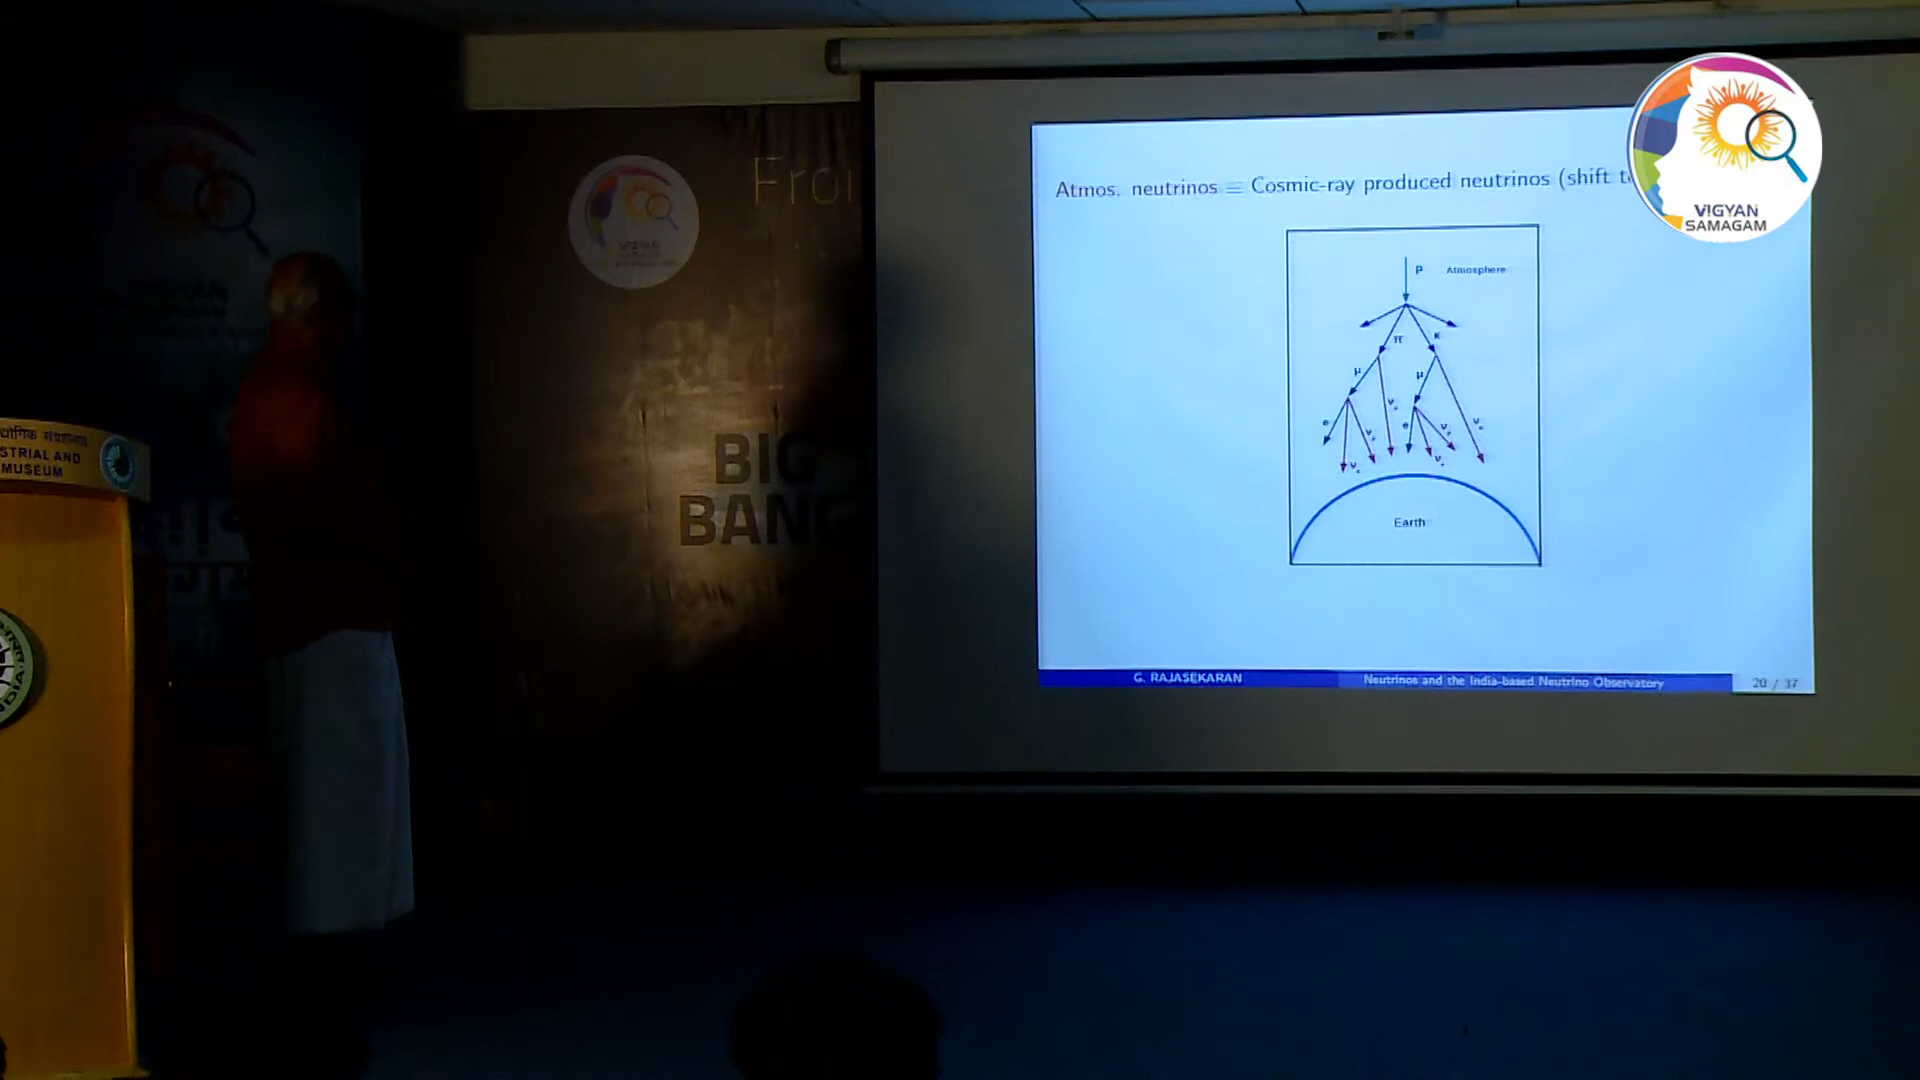 VIGYAN
SAMAGAM
Atmos. neutrinos ≡ Cosmic-ray produced neutrinos (shift
P Atmosphere
π K
μ μ
e e
Earth
G. RAJASEKARAN Neutrinos and the India-based Neutrino Observatory 20 / 37
BIG
BANG
STRIAL AND
MUSEUM